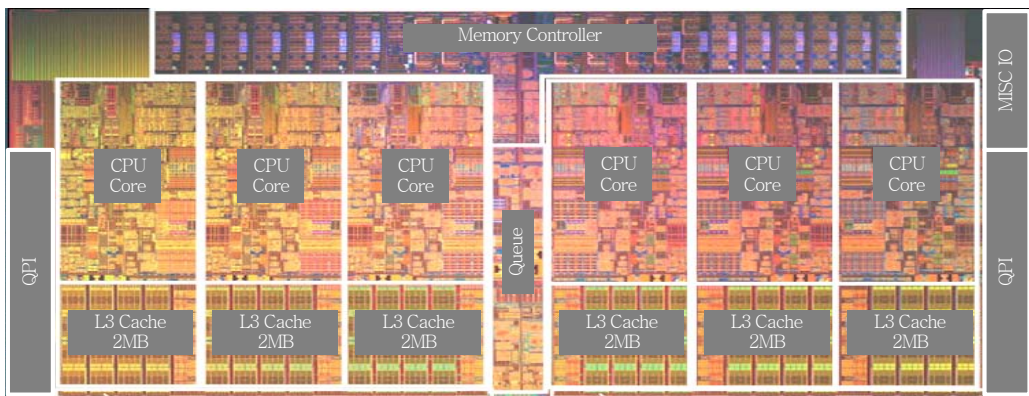 Memory Controller
MISC IO
CPU
Core
CPU
Core
CPU
Core
CPU
Core
CPU
Core
CPU
Core
QPI
Queue
QPI
L3 Cache
2MB
L3 Cache
2MB
L3 Cache
2MB
L3 Cache
2MB
L3 Cache
2MB
L3 Cache
2MB